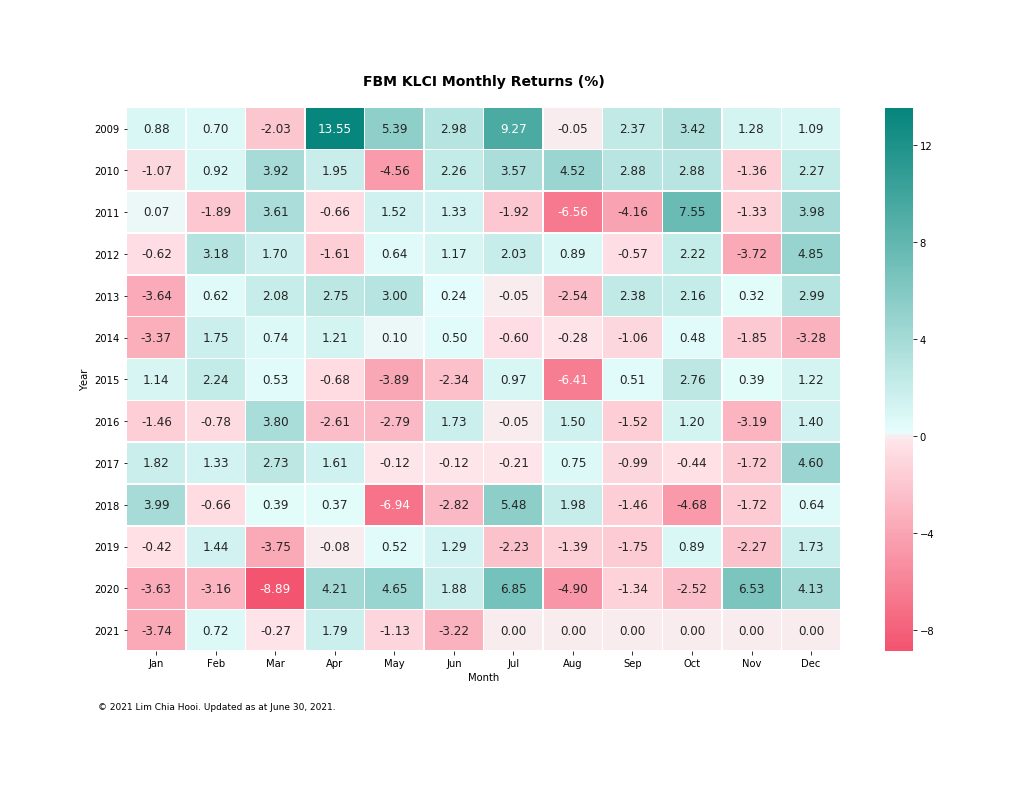 FBM KLCI Monthly Returns (%)
2009 0.88 0.70 -2.03 13.55 5.39 2.98 9.27 -0.05 2.37 3.42 1.28 1.09
2010 -1.07 0.92 3.92 1.95 -4.56 2.26 3.57 4.52 2.88 2.88 -1.36 2.27
2011 0.07 -1.89 3.61 -0.66 1.52 1.33 -1.92 -6.56 -4.16 7.55 -1.33 3.98
2012 -0.62 3.18 1.70 -1.61 0.64 1.17 2.03 0.89 -0.57 2.22 -3.72 4.85
2013 -3.64 0.62 2.08 2.75 3.00 0.24 -0.05 -2.54 2.38 2.16 0.32 2.99
2014 -3.37 1.75 0.74 1.21 0.10 0.50 -0.60 -0.28 -1.06 0.48 -1.85 -3.28
2015 1.14 2.24 0.53 -0.68 -3.89 -2.34 0.97 -6.41 0.51 2.76 0.39 1.22
2016 -1.46 -0.78 3.80 -2.61 -2.79 1.73 -0.05 1.50 -1.52 1.20 -3.19 1.40
2017 1.82 1.33 2.73 1.61 -0.12 -0.12 -0.21 0.75 -0.99 -0.44 -1.72 4.60
2018 3.99 -0.66 0.39 0.37 -6.94 -2.82 5.48 1.98 -1.46 -4.68 -1.72 0.64
2019 -0.42 1.44 -3.75 -0.08 0.52 1.29 -2.23 -1.39 -1.75 0.89 -2.27 1.73
2020 -3.63 -3.16 -8.89 4.21 4.65 1.88 6.85 -4.90 -1.34 -2.52 6.53 4.13
2021 -3.74 0.72 -0.27 1.79 -1.13 -3.22 0.00 0.00 0.00 0.00 0.00 0.00
Jan Feb Mar Apr May Jun Jul Aug Sep Oct Nov Dec
Month
Year
12
8
4
0
−4
−8
© 2021 Lim Chia Hooi. Updated as at June 30, 2021.